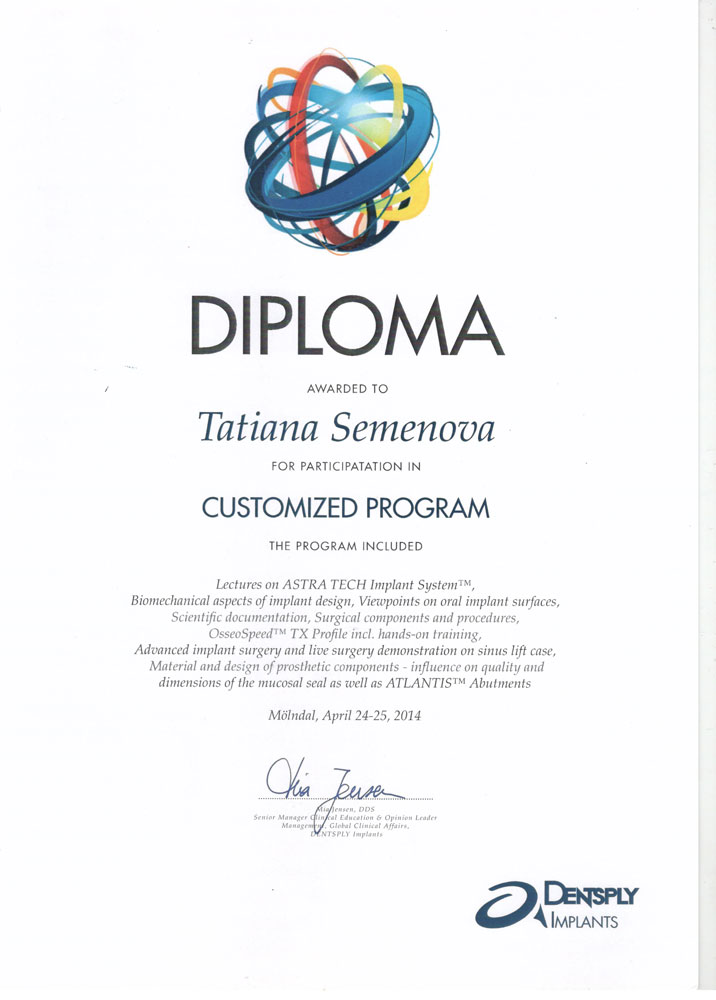 DIPLOMA
AWARDED TO
Tatiana Semenova
FOR PARTICIPATATION IN
CUSTOMIZED PROGRAM
THE PROGRAM INCLUDED
Lectures on ASTRA TECH Implant System™,
Biomechanical aspects of implant design, Viewpoints on oral implant surfaces,
Scientific documentation, Surgical components and procedures,
OsseoSpeed™ TX Profile incl. hands-on training,
Advanced implant surgery and live surgery demonstration on sinus lift case,
Material and design of prosthetic components - influence on quality and
dimensions of the mucosal seal as well as ATLANTIS™ Abutments
Mölndal, April 24-25, 2014
Mia Jensen
Mia Jensen, DDS
Senior Manager Clinical Education & Opinion Leader
Management, Global Clinical Affairs,
DENTSPLY Implants
DENTSPLY
IMPLANTS